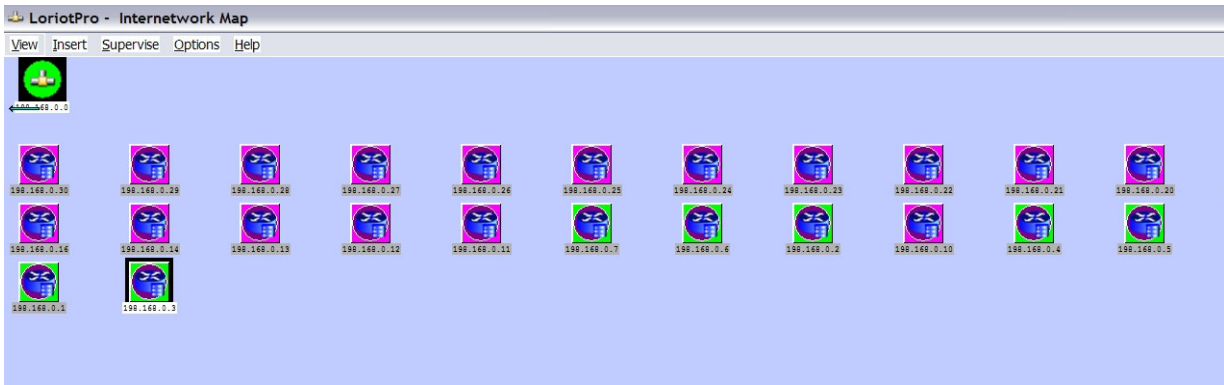 LoriotPro - Internetwork Map
View Insert Supervise Options Help
198.168.0.30 198.168.0.29 198.168.0.28 198.168.0.27 198.168.0.26 198.168.0.25 198.168.0.24 198.168.0.23 198.168.0.22 198.168.0.21 198.168.0.20
198.168.0.16 198.168.0.14 198.168.0.13 198.168.0.12 198.168.0.11 198.168.0.7 198.168.0.6 198.168.0.2 198.168.0.10 198.168.0.4 198.168.0.5
198.168.0.1 198.168.0.3